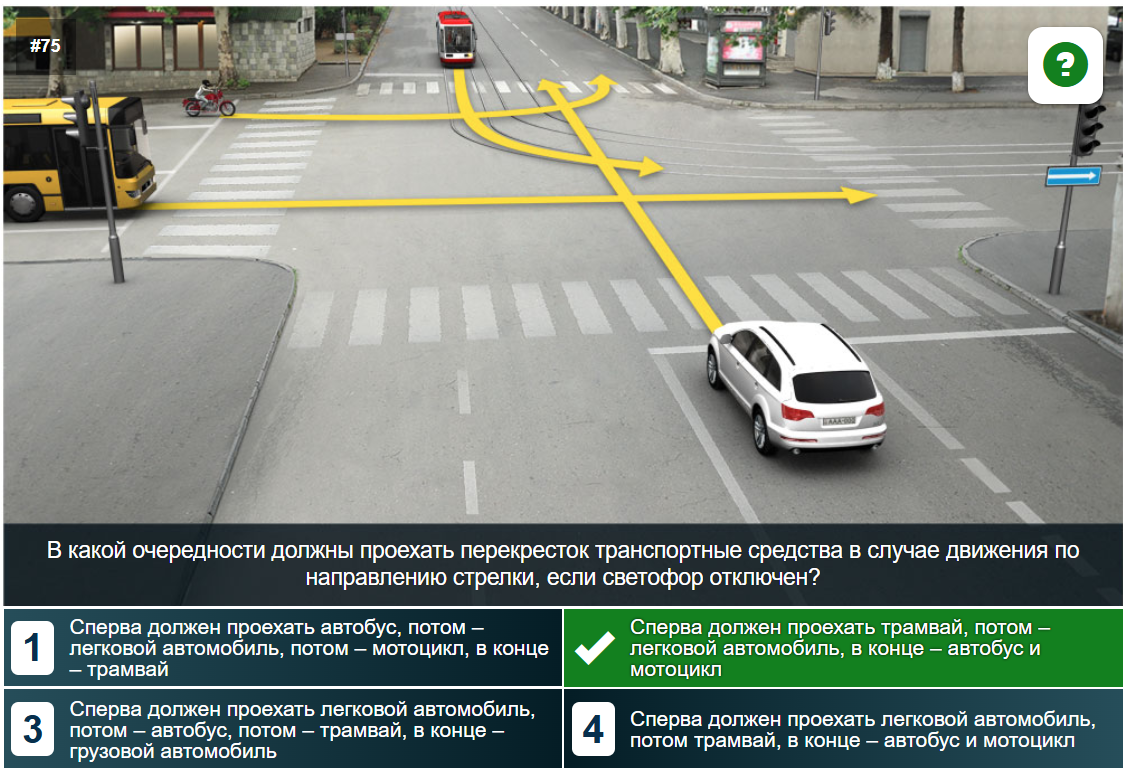 #75
?
В какой очередности должны проехать перекресток транспортные средства в случае движения по
направлению стрелки, если светофор отключен?
1
Сперва должен проехать автобус, потом –
легковой автомобиль, потом – мотоцикл, в конце
– трамвай
Сперва должен проехать трамвай, потом –
легковой автомобиль, в конце – автобус и
мотоцикл
3
Сперва должен проехать легковой автомобиль,
потом – автобус, потом – трамвай, в конце –
грузовой автомобиль
4
Сперва должен проехать легковой автомобиль,
потом трамвай, в конце – автобус и мотоцикл